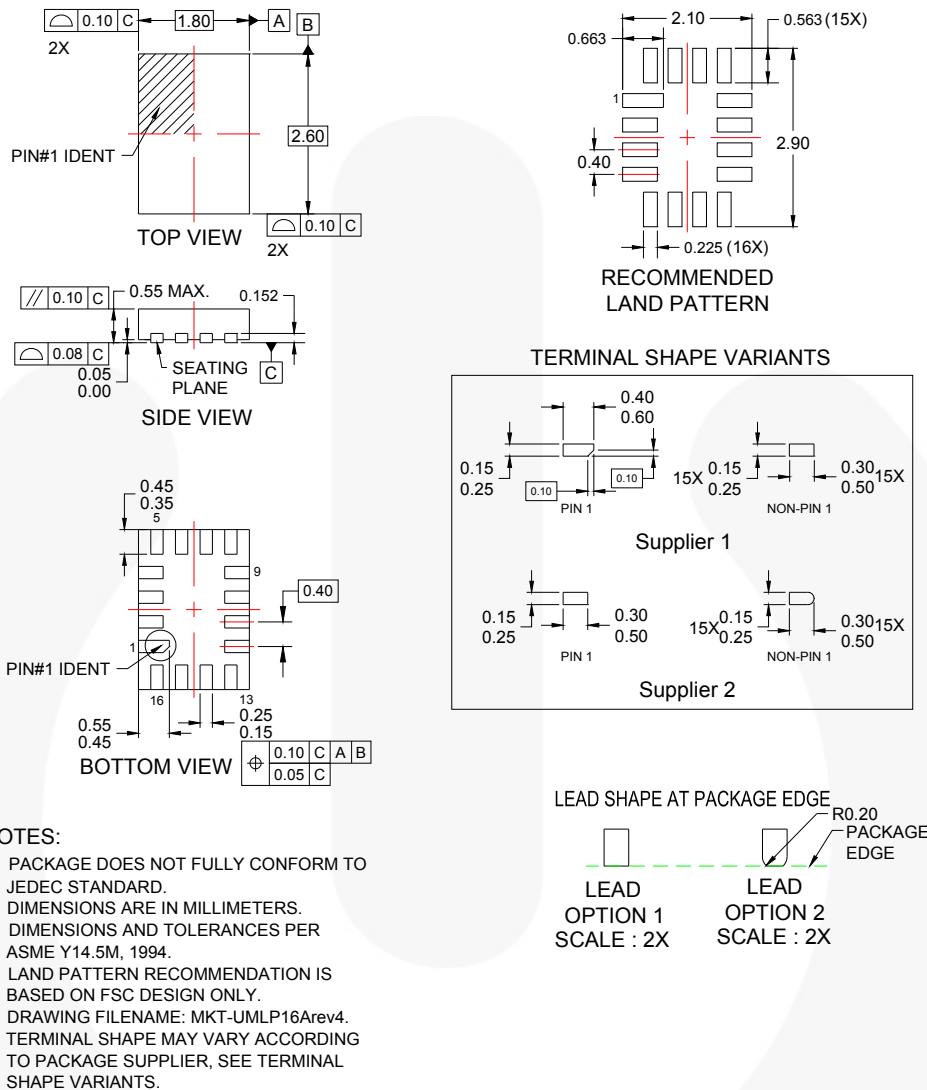 0.10 C
1.80
A
B
2X
2.60
PIN#1 IDENT
0.10 C
TOP VIEW
2X
2.10
0.563 (15X)
0.663
1
2.90
0.40
0.225 (16X)
RECOMMENDED
LAND PATTERN
// 0.10 C
0.55 MAX.
0.152
0.08 C
0.05
0.00
SEATING
PLANE
C
SIDE VIEW
TERMINAL SHAPE VARIANTS
0.40
0.60
0.15
0.25
0.10
0.10
PIN 1
15X
0.15
0.25
0.30
0.50
15X
NON-PIN 1
Supplier 1
0.15
0.25
0.30
0.50
PIN 1
15X
0.15
0.25
0.30
0.50
15X
NON-PIN 1
Supplier 2
0.45
0.35
5
9
0.40
1
PIN#1 IDENT
16
13
0.25
0.15
0.55
0.45
BOTTOM VIEW
0.10 C A B
0.05 C
LEAD SHAPE AT PACKAGE EDGE
R0.20
PACKAGE
EDGE
LEAD
OPTION 1
SCALE : 2X
LEAD
OPTION 2
SCALE : 2X
OTES:
PACKAGE DOES NOT FULLY CONFORM TO
JEDEC STANDARD.
DIMENSIONS ARE IN MILLIMETERS.
DIMENSIONS AND TOLERANCES PER
ASME Y14.5M, 1994.
LAND PATTERN RECOMMENDATION IS
BASED ON FSC DESIGN ONLY.
DRAWING FILENAME: MKT-UMLP16Arev4.
TERMINAL SHAPE MAY VARY ACCORDING
TO PACKAGE SUPPLIER, SEE TERMINAL
SHAPE VARIANTS.